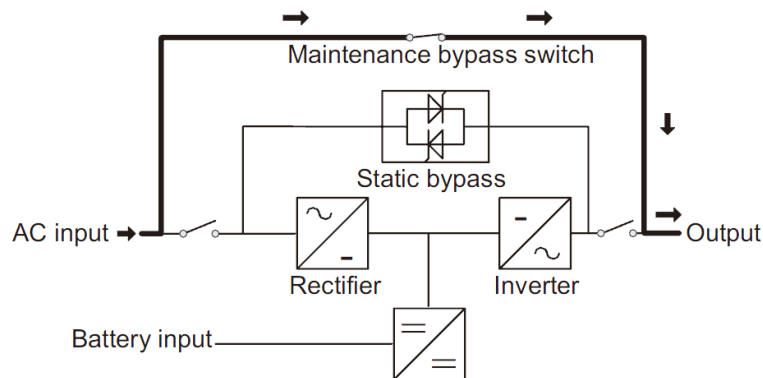 Maintenance bypass switch
Static bypass
AC input
Output
Rectifier
Inverter
Battery input